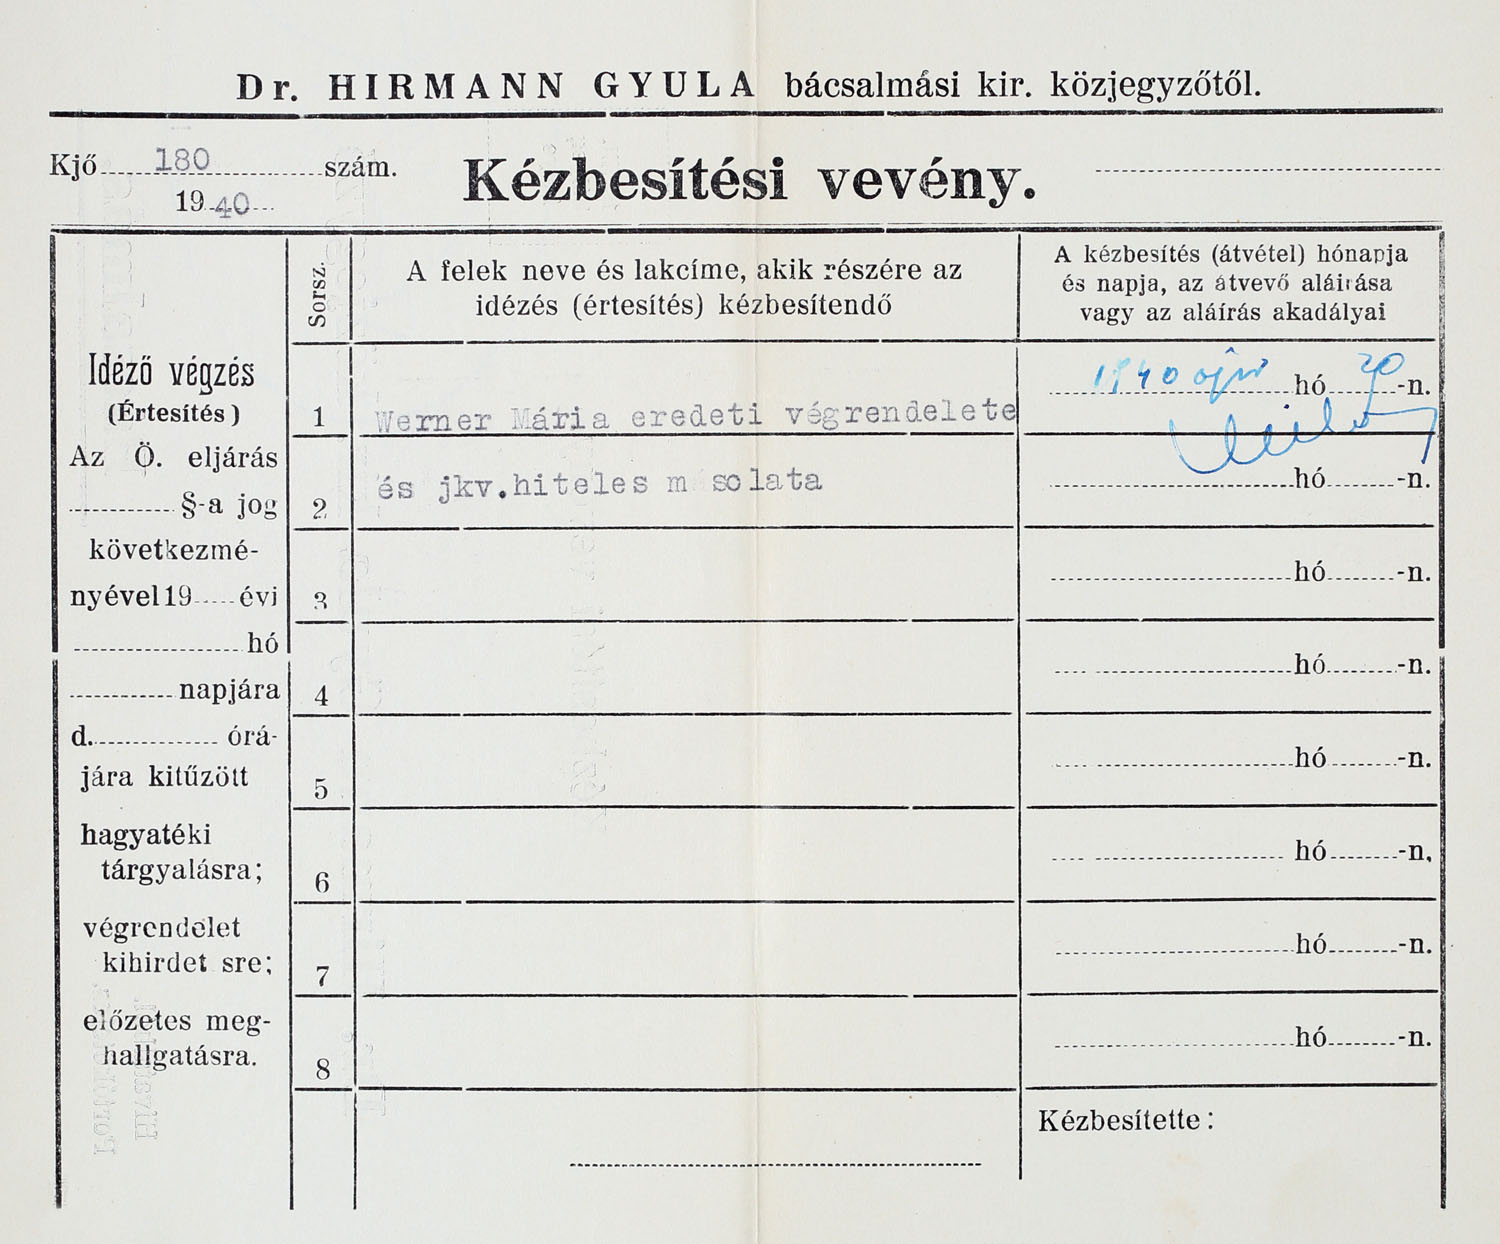 Dr. HIRMANN GYULA bácsalmási kir. közjegyzőtől.
Kjő 180 szám.
1940
Kézbesítési vevény.
Sorsz.
A felek neve és lakcíme, akik részére az
idézés (értesítés) kézbesítendő
A kézbesítés (átvétel) hónapja
és napja, az átvevő aláirása
vagy az aláírás akadályai
Idéző végzés
(Értesítés)
Az Ö. eljárás
§-a jog
következmé-
nyével 19 évi
hó
napjára
d. órá-
jára kitűzött
hagyatéki
tárgyalásra;
végrendelet
kihirdet sre;
előzetes meg-
hallgatásra.
1 Werner Mária eredeti végrendelete 1940 hó 20-n.
2 és jkv.hiteles m solata hó -n.
3 hó -n.
4 hó -n.
5 hó -n.
6 hó -n.
7 hó -n.
8 hó -n.
Kézbesítette: